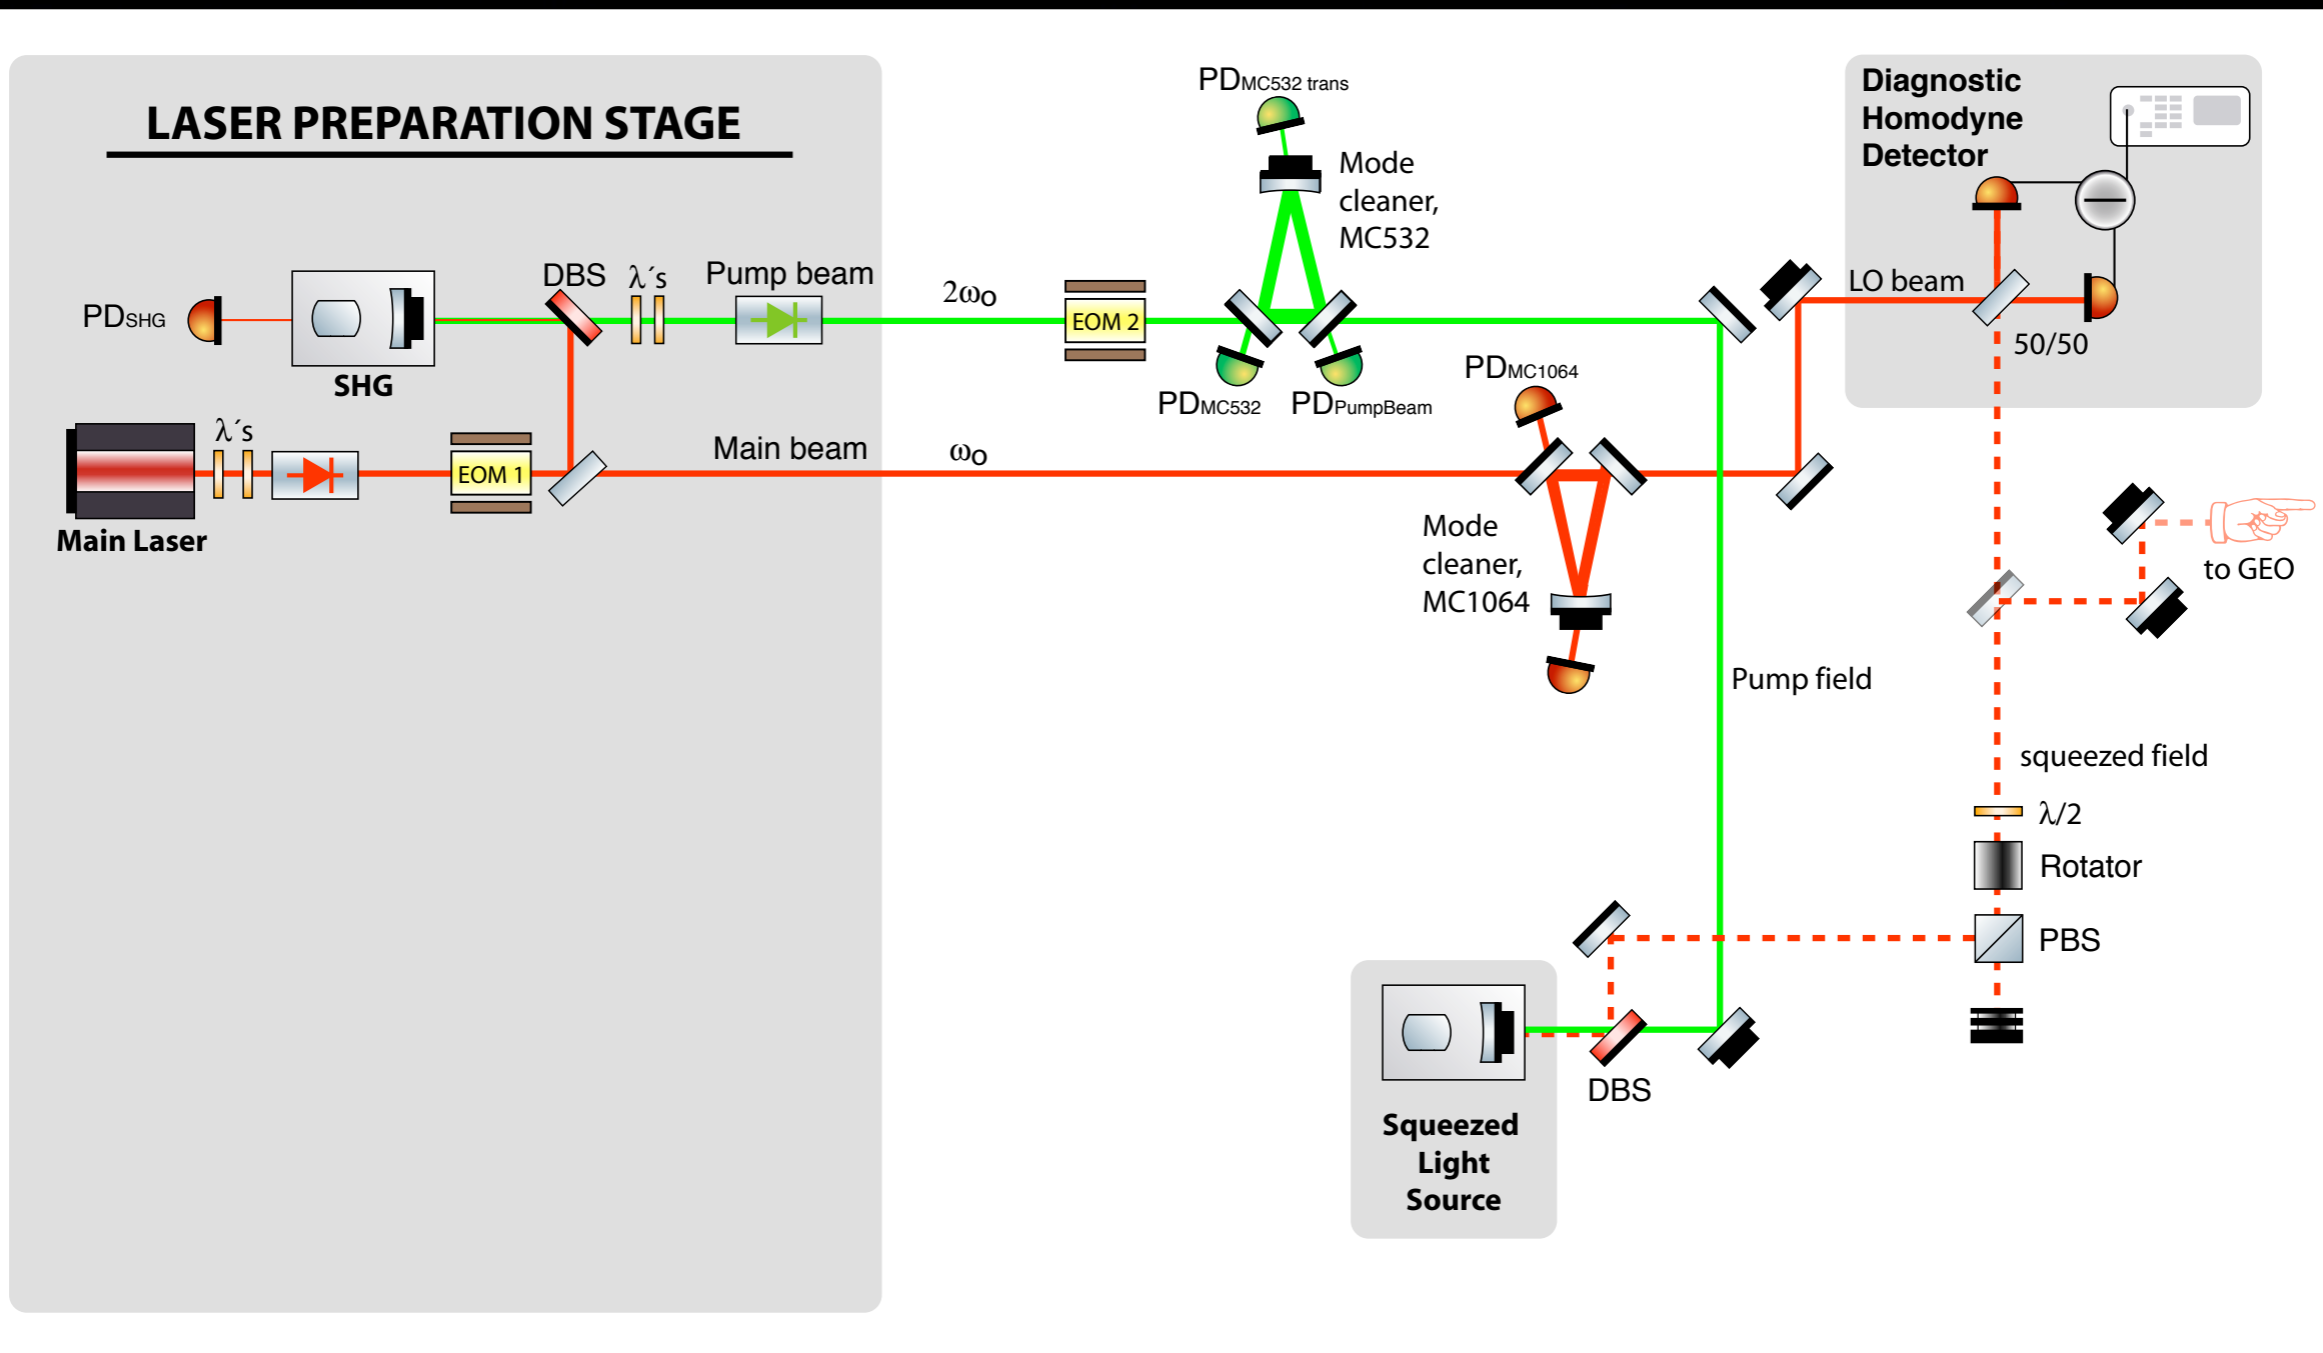 LASER PREPARATION STAGE
PDSHG
SHG
DBS
λ´s
Pump beam
Main Laser
λ´s
EOM 1
Main beam
2ωo
ωo
EOM 2
PDMC532 trans
Mode
cleaner,
MC532
PDMC532
PDPumpBeam
PDMC1064
Mode
cleaner,
MC1064
Diagnostic
Homodyne
Detector
LO beam
50/50
to GEO
Pump field
squeezed field
λ/2
Rotator
PBS
DBS
Squeezed
Light
Source